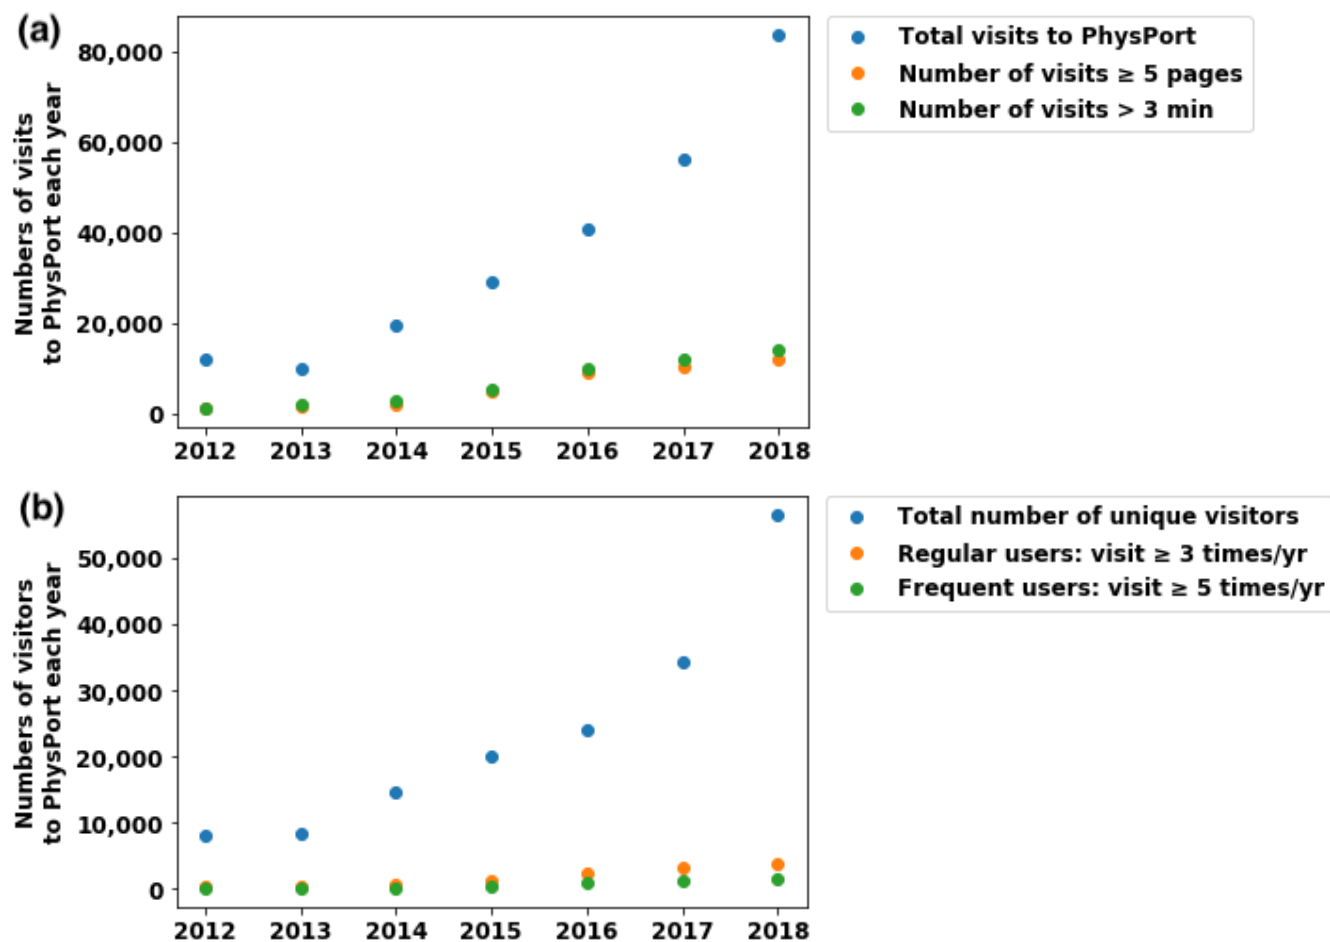 (a)
80,000
60,000
40,000
20,000
0
Numbers of visits
to PhysPort each year
2012 2013 2014 2015 2016 2017 2018
Total visits to PhysPort
Number of visits ≥ 5 pages
Number of visits > 3 min
(b)
50,000
40,000
30,000
20,000
10,000
0
Numbers of visitors
to PhysPort each year
2012 2013 2014 2015 2016 2017 2018
Total number of unique visitors
Regular users: visit ≥ 3 times/yr
Frequent users: visit ≥ 5 times/yr